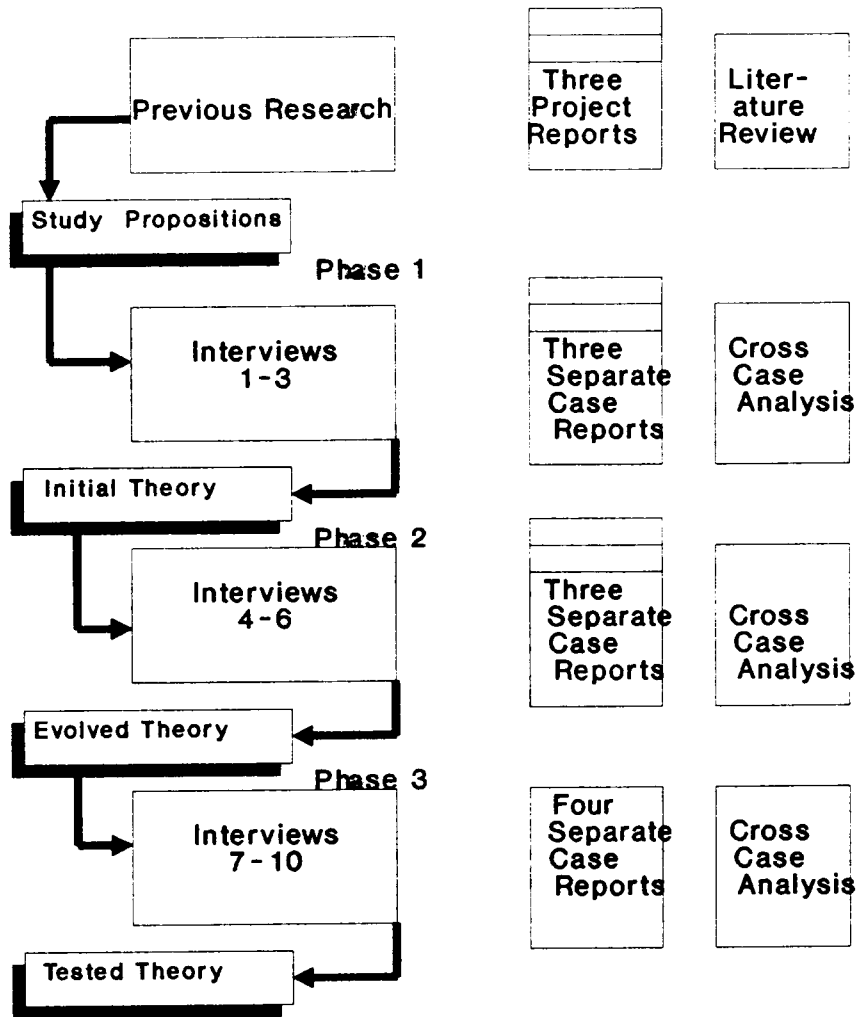 Previous Research
Three
Project
Reports
Liter-
ature
Review
Study Propositions
Phase 1
Interviews
1-3
Three
Separate
Case
Reports
Cross
Case
Analysis
Initial Theory
Phase 2
Interviews
4-6
Three
Separate
Case
Reports
Cross
Case
Analysis
Evolved Theory
Phase 3
Interviews
7-10
Four
Separate
Case
Reports
Cross
Case
Analysis
Tested Theory